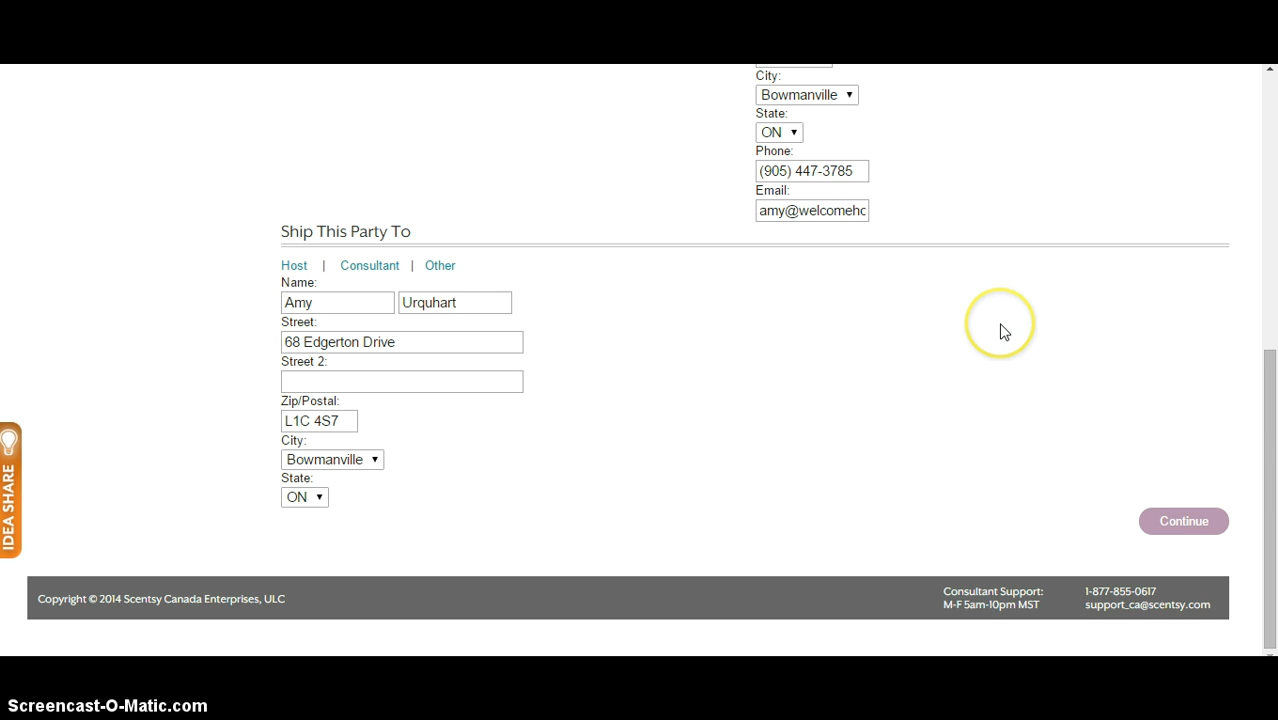 City:
Bowmanville
State:
ON
Phone:
(905) 447-3785
Email:
amy@welcomehc
Ship This Party To
Host | Consultant | Other
Name:
Amy Urquhart
Street:
68 Edgerton Drive
Street 2:
Zip/Postal:
L1C 4S7
City:
Bowmanville
State:
ON
Continue
IDEA SHARE
Copyright © 2014 Scentsy Canada Enterprises, ULC
Consultant Support: 1-877-855-0617
M-F 5am-10pm MST support_ca@scentsy.com
Screencast-O-Matic.com